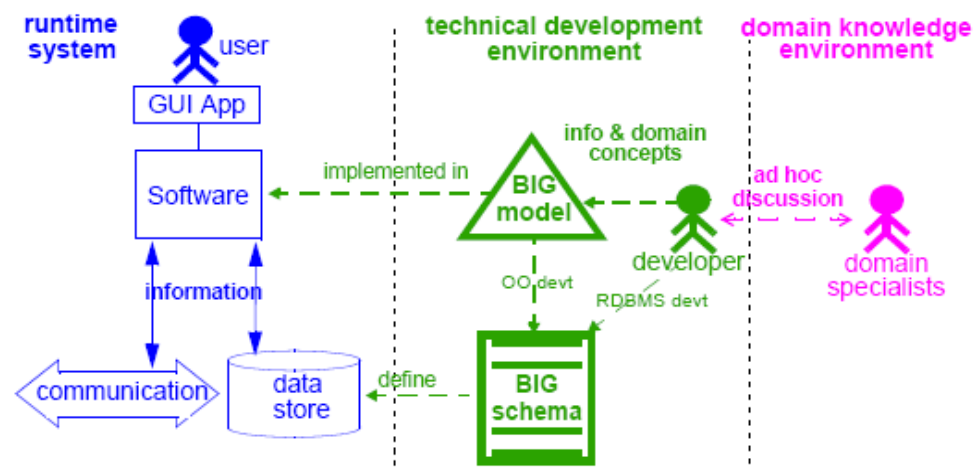 runtime
system
technical development
environment
domain knowledge
environment
user
GUI App
Software
implemented in
info & domain
concepts
BIG
model
ad hoc
discussion
developer
domain
specialists
information
OO devt
RDBMS devt
communication
data
store
define
BIG
schema